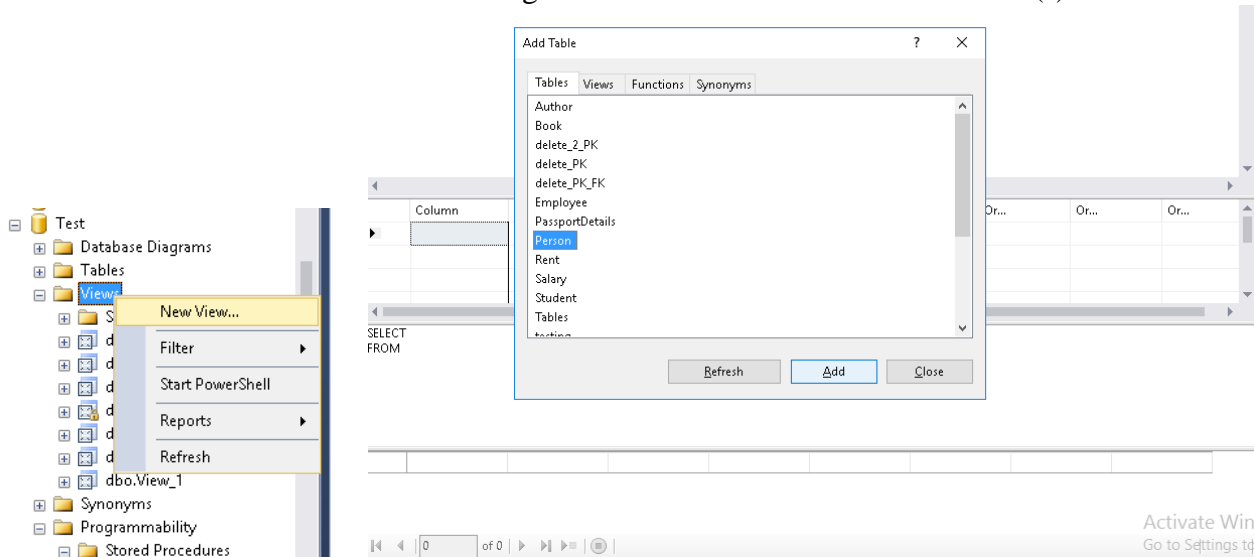 (s)
Test
Database Diagrams
Tables
Views
S
d
d
d
d
d
d
dbo.View_1
Synonyms
Programmability
Stored Procedures
New View...
Filter
Start PowerShell
Reports
Refresh
Add Table
?
Tables Views Functions Synonyms
Author
Book
delete_2_PK
delete_PK
delete_PK_FK
Employee
PassportDetails
Person
Rent
Salary
Student
Tables
testing
Refresh Add Close
Column Or... Or... Or...
SELECT
FROM
0 of 0
Activate Win
Go to Settings to